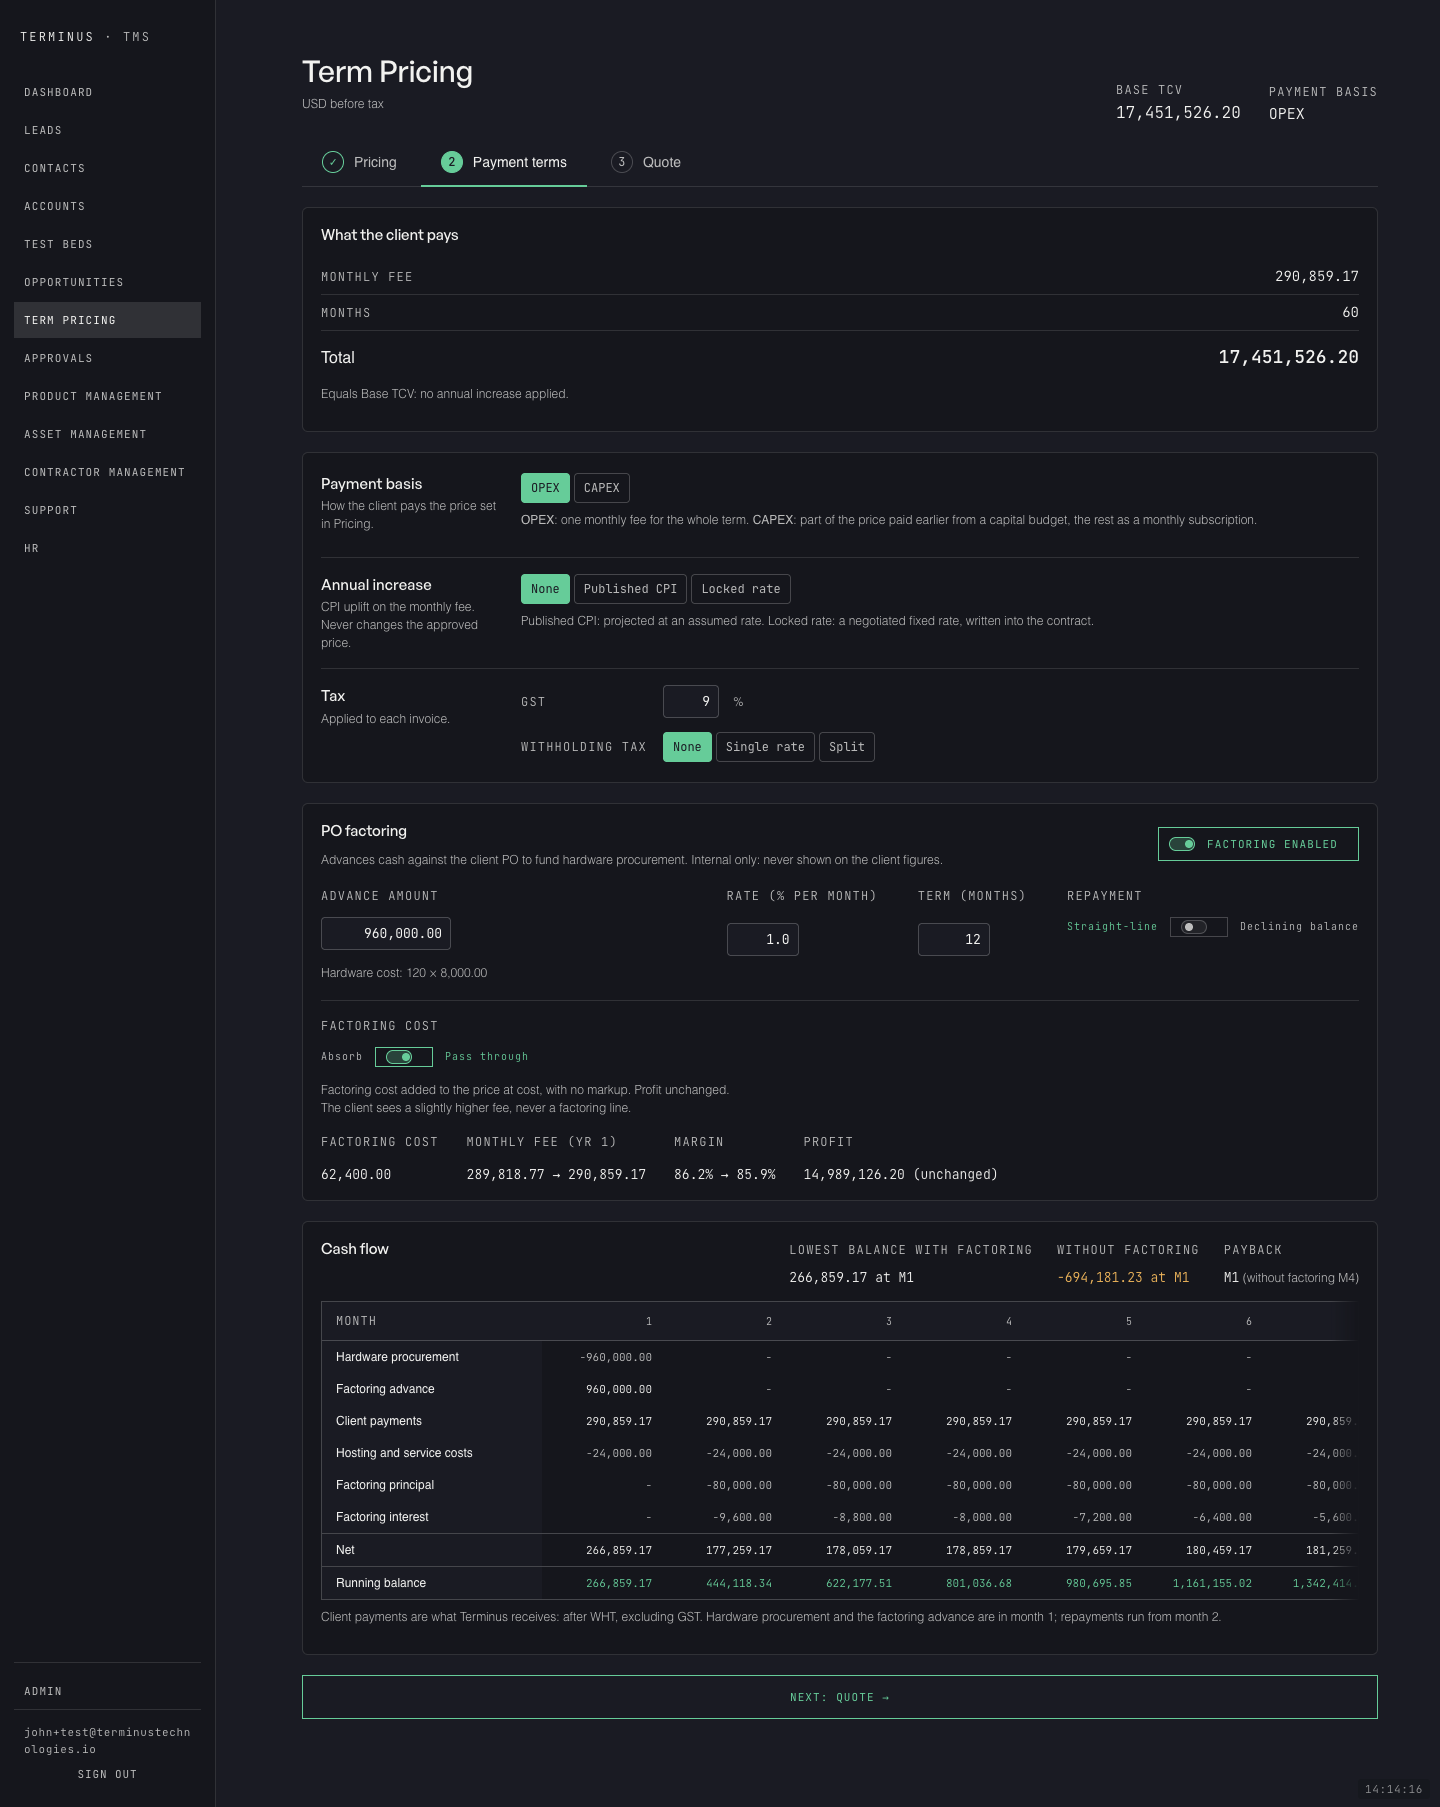 TERMINUS · TMS
DASHBOARD
LEADS
CONTACTS
ACCOUNTS
TEST BEDS
OPPORTUNITIES
TERM PRICING
APPROVALS
PRODUCT MANAGEMENT
ASSET MANAGEMENT
CONTRACTOR MANAGEMENT
SUPPORT
HR
ADMIN
john+test@terminustechn
ologies.io
SIGN OUT
Term Pricing
USD before tax
BASE TCV
17,451,526.20
PAYMENT BASIS
OPEX
✓ Pricing
2 Payment terms
3 Quote
What the client pays
MONTHLY FEE 290,859.17
MONTHS 60
Total 17,451,526.20
Equals Base TCV: no annual increase applied.
Payment basis
How the client pays the price set
in Pricing.
OPEX CAPEX
OPEX: one monthly fee for the whole term. CAPEX: part of the price paid earlier from a capital budget, the rest as a monthly subscription.
Annual increase
CPI uplift on the monthly fee.
Never changes the approved
price.
None Published CPI Locked rate
Published CPI: projected at an assumed rate. Locked rate: a negotiated fixed rate, written into the contract.
Tax
Applied to each invoice.
GST 9 %
WITHHOLDING TAX None Single rate Split
PO factoring
Advances cash against the client PO to fund hardware procurement. Internal only: never shown on the client figures.
FACTORING ENABLED
ADVANCE AMOUNT RATE (% PER MONTH) TERM (MONTHS) REPAYMENT
960,000.00 1.0 12 Straight-line Declining balance
Hardware cost: 120 × 8,000.00
FACTORING COST
Absorb Pass through
Factoring cost added to the price at cost, with no markup. Profit unchanged.
The client sees a slightly higher fee, never a factoring line.
FACTORING COST MONTHLY FEE (YR 1) MARGIN PROFIT
62,400.00 289,818.77 → 290,859.17 86.2% → 85.9% 14,989,126.20 (unchanged)
Cash flow
LOWEST BALANCE WITH FACTORING WITHOUT FACTORING PAYBACK
266,859.17 at M1 -694,181.23 at M1 M1 (without factoring M4)
MONTH 1 2 3 4 5 6
Hardware procurement -960,000.00 - - - - -
Factoring advance 960,000.00 - - - - -
Client payments 290,859.17 290,859.17 290,859.17 290,859.17 290,859.17 290,859.17 290,859.
Hosting and service costs -24,000.00 -24,000.00 -24,000.00 -24,000.00 -24,000.00 -24,000.00 -24,000.
Factoring principal - -80,000.00 -80,000.00 -80,000.00 -80,000.00 -80,000.00 -80,000.
Factoring interest - -9,600.00 -8,800.00 -8,000.00 -7,200.00 -6,400.00 -5,600.
Net 266,859.17 177,259.17 178,059.17 178,859.17 179,659.17 180,459.17 181,259.
Running balance 266,859.17 444,118.34 622,177.51 801,036.68 980,695.85 1,161,155.02 1,342,414.
Client payments are what Terminus receives: after WHT, excluding GST. Hardware procurement and the factoring advance are in month 1; repayments run from month 2.
NEXT: QUOTE →
14:14:16